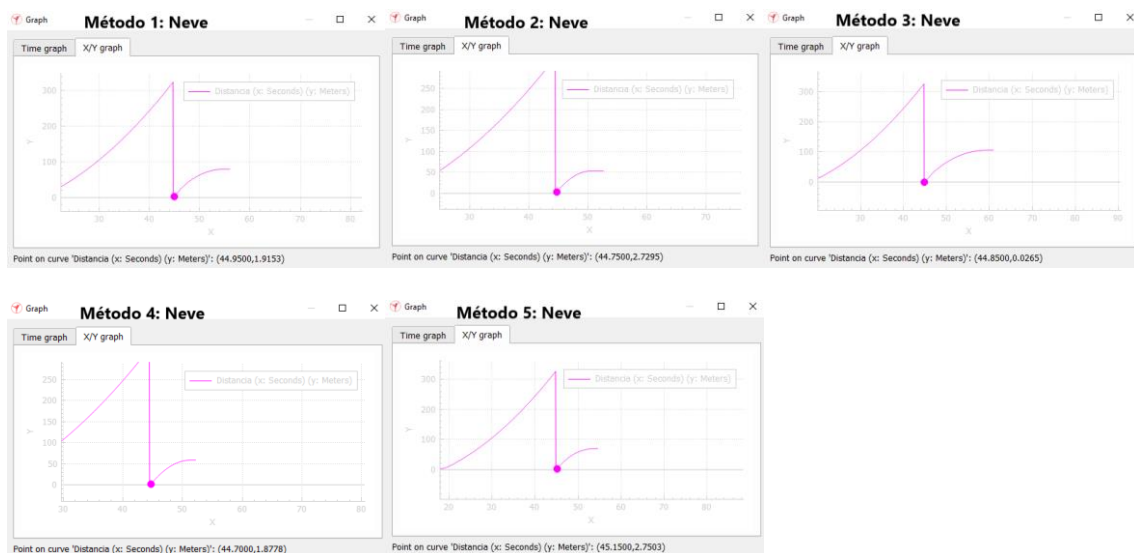 Graph
Método 1: Neve
Time graph
X/Y graph
Distancia (x: Seconds) (y: Meters)
300
200
100
0
Y
30
40
50
60
70
80
X
Point on curve 'Distancia (x: Seconds) (y: Meters)': (44.9500,1.9153)
Graph
Método 2: Neve
Time graph
X/Y graph
Distancia (x: Seconds) (y: Meters)
250
200
150
100
50
0
Y
30
40
50
60
70
X
Point on curve 'Distancia (x: Seconds) (y: Meters)': (44.7500,2.7295)
Graph
Método 3: Neve
Time graph
X/Y graph
Distancia (x: Seconds) (y: Meters)
300
200
100
0
Y
30
40
50
60
70
80
90
X
Point on curve 'Distancia (x: Seconds) (y: Meters)': (44.8500,0.0265)
Graph
Método 4: Neve
Time graph
X/Y graph
Distancia (x: Seconds) (y: Meters)
250
200
150
100
50
0
Y
30
40
50
60
70
80
X
Point on curve 'Distancia (x: Seconds) (y: Meters)': (44.7000,1.8778)
Graph
Método 5: Neve
Time graph
X/Y graph
Distancia (x: Seconds) (y: Meters)
300
200
100
0
Y
20
30
40
50
60
70
80
X
Point on curve 'Distancia (x: Seconds) (y: Meters)': (45.1500,2.7503)